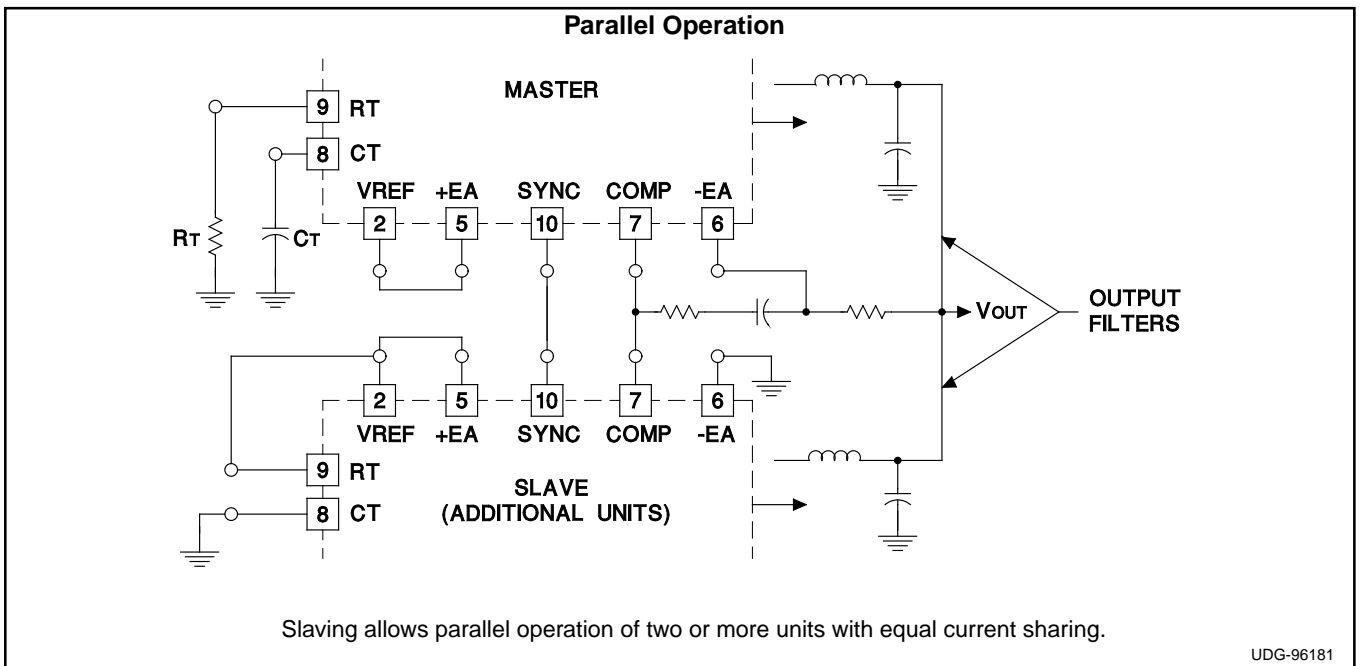 Parallel Operation
MASTER
9 RT
8 CT
VREF +EA SYNC COMP -EA
2 5 10 7 6
RT CT
VOUT
OUTPUT
FILTERS
2 5 10 7 6
VREF +EA SYNC COMP -EA
9 RT
8 CT
SLAVE
(ADDITIONAL UNITS)
Slaving allows parallel operation of two or more units with equal current sharing.
UDG-96181